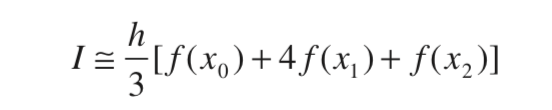 I ≅ h/3 [f(x₀) + 4f(x₁) + f(x₂)]